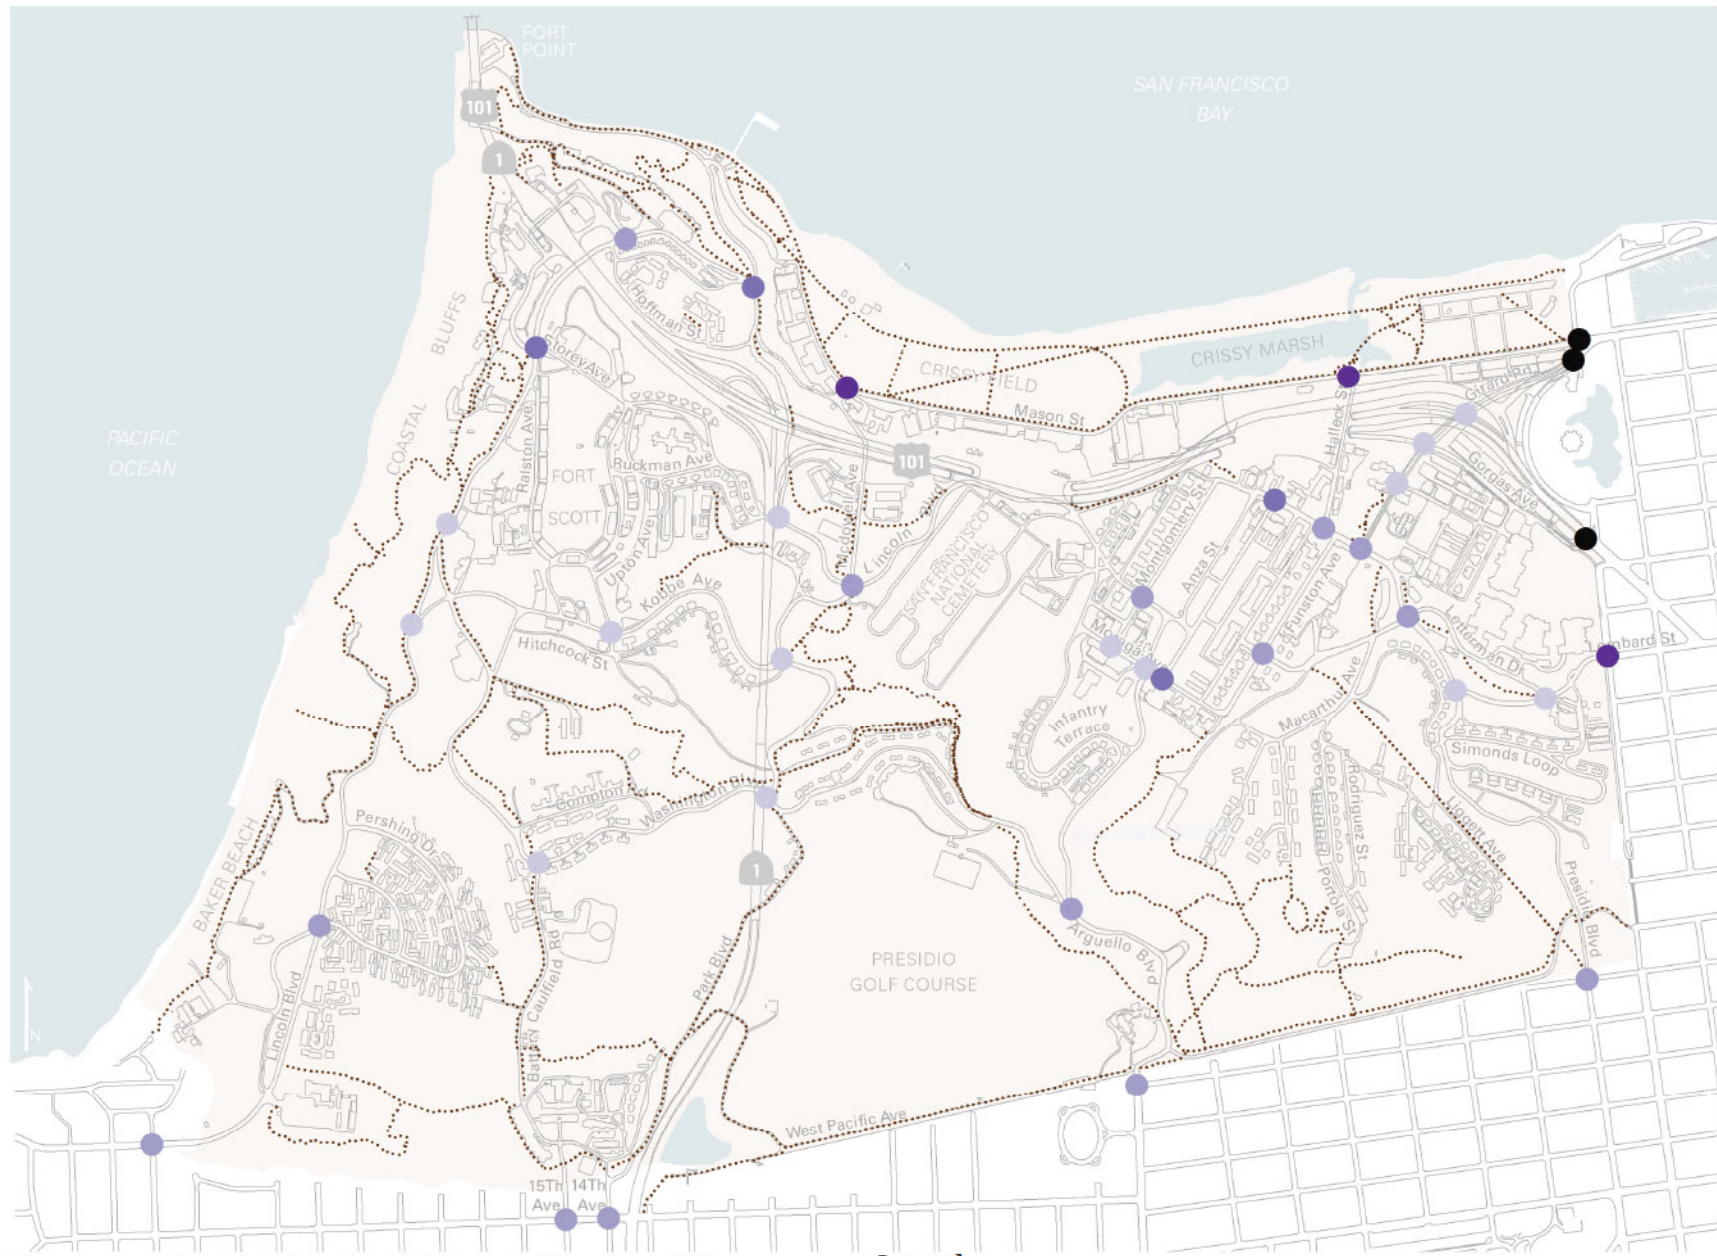 FORT
POINT
SAN FRANCISCO
BAY
101
1
Hoffman St
BLUFFS
Storey Ave
CRISSY MARSH
CRISSY FIELD
Girard Rd
Mason St
COASTAL
Ralston Ave
Halleck St
PACIFIC
OCEAN
Ruckman Ave
101
FORT
SCOTT
Mcdowell Ave
Lincoln
Gorgas Ave
Montgomery St
SAN FRANCISCO
NATIONAL
CEMETERY
Upton Ave
Anza St
Kobbe Ave
Funston Ave
Letterman Dr
Hitchcock St
Lombard St
Macarthur Ave
Infantry
Terrace
Simonds Loop
Compton Rd
Washington Blvd
Rodriguez St
Liggett Ave
Pershing Dr
BAKER BEACH
1
Portola St
Presidio Blvd
Arguello Blvd
Park Blvd
PRESIDIO
GOLF COURSE
Battery Caulfield Rd
Lincoln Blvd
N
3
West Pacific Ave
15Th 14Th
Ave Ave